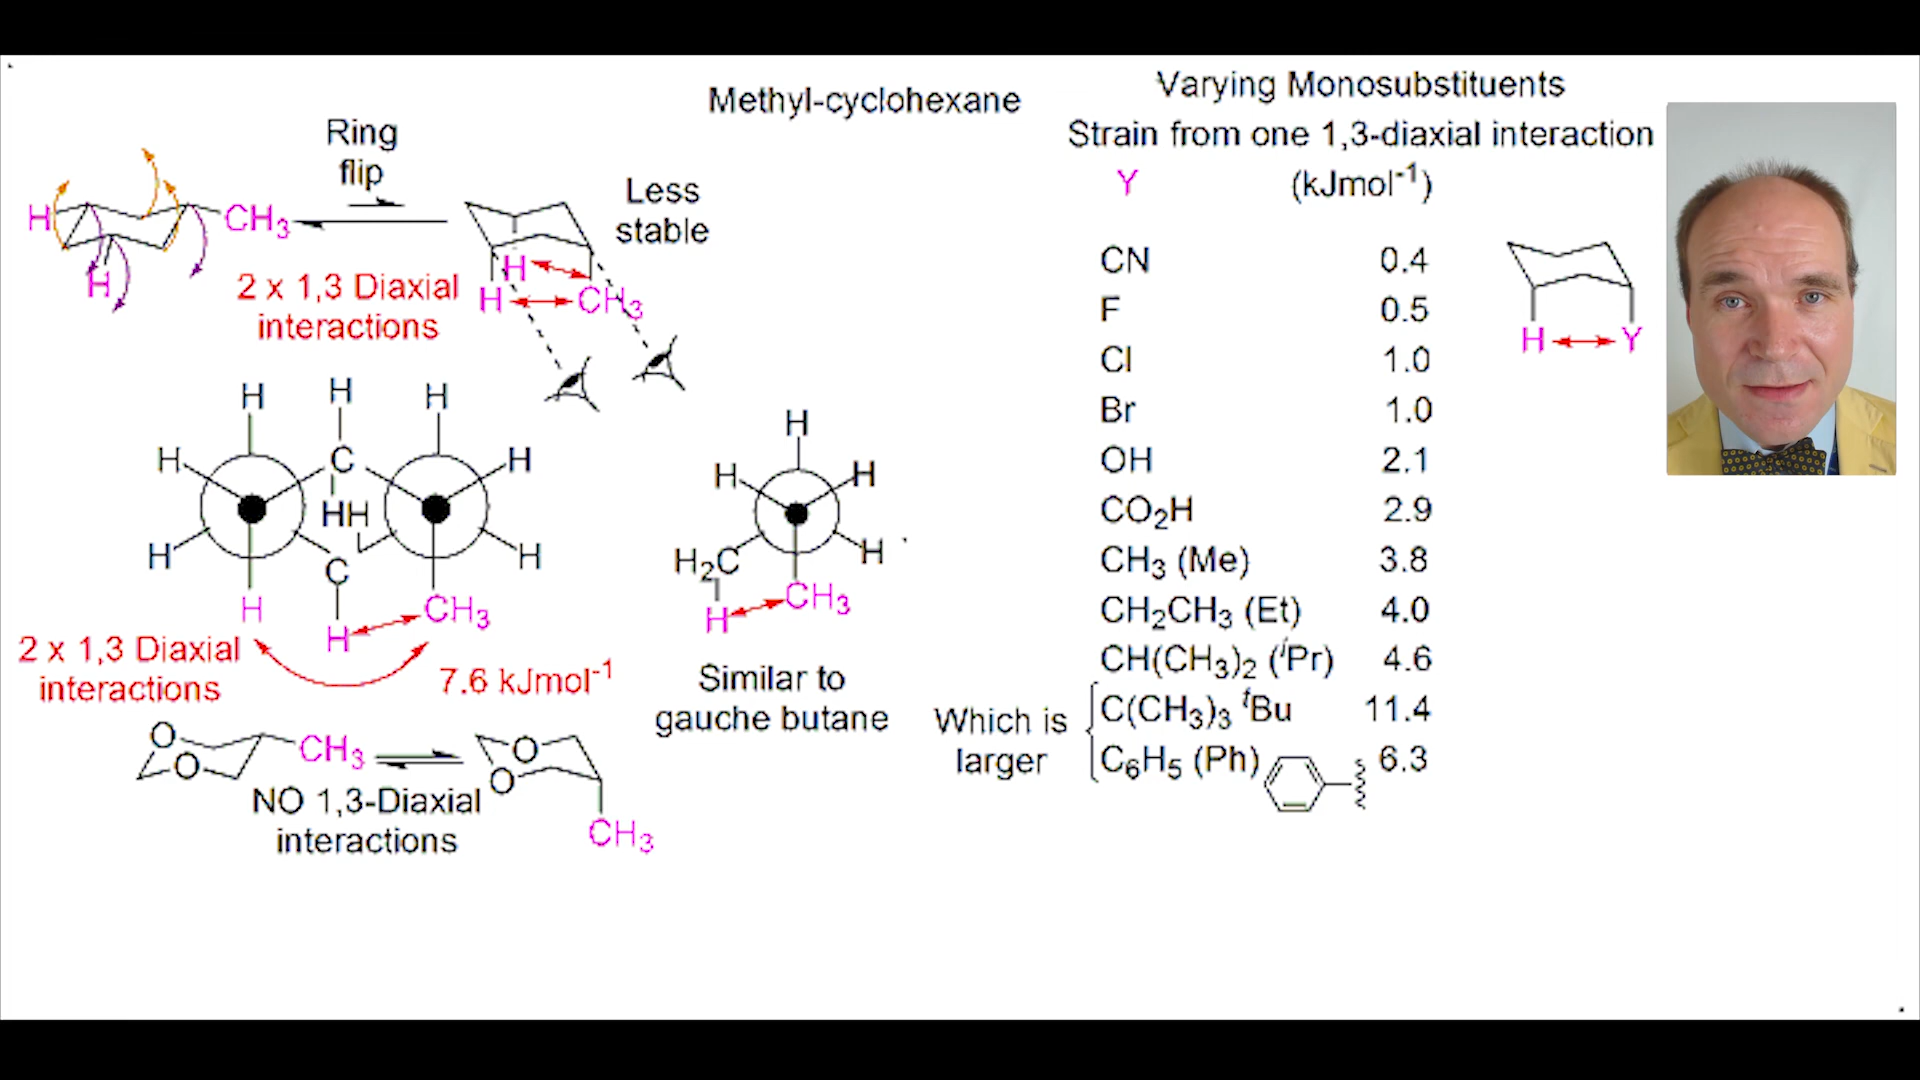 Methyl-cyclohexane
Ring
flip
H
CH3
H
Less
stable
H
H
CH3
2 x 1,3 Diaxial
interactions
H
H
H
H
C
H
HH
H
C
H
H
H
CH3
2 x 1,3 Diaxial
interactions
7.6 kJmol-1
H
H
H
H2C
H
H
CH3
Similar to
gauche butane
O
O
CH3
O
O
CH3
NO 1,3-Diaxial
interactions
Varying Monosubstituents
Strain from one 1,3-diaxial interaction
Y (kJmol-1)
CN 0.4
F 0.5
Cl 1.0
Br 1.0
OH 2.1
CO2H 2.9
CH3 (Me) 3.8
CH2CH3 (Et) 4.0
CH(CH3)2 (iPr) 4.6
Which is
larger
C(CH3)3 tBu 11.4
C6H5 (Ph) 6.3
H Y